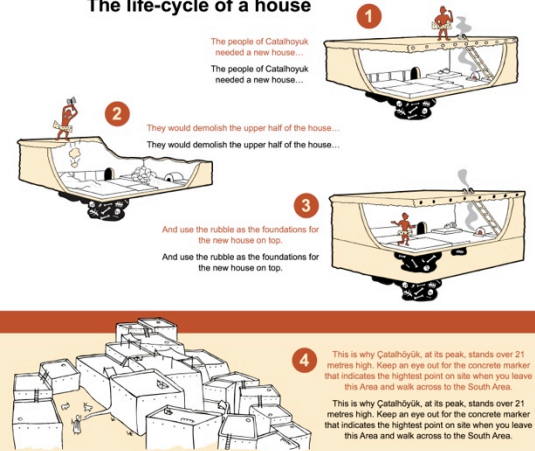 The life-cycle of a house
1
The people of Catalhoyuk
needed a new house...
The people of Catalhoyuk
needed a new house...
2
They would demolish the upper half of the house...
They would demolish the upper half of the house...
3
And use the rubble as the foundations for
the new house on top.
And use the rubble as the foundations for
the new house on top.
4
This is why Çatalhöyük, at its peak, stands over 21
metres high. Keep an eye out for the concrete marker
that indicates the highest point on site when you leave
this Area and walk across to the South Area.
This is why Çatalhöyük, at its peak, stands over 21
metres high. Keep an eye out for the concrete marker
that indicates the highest point on site when you leave
this Area and walk across to the South Area.